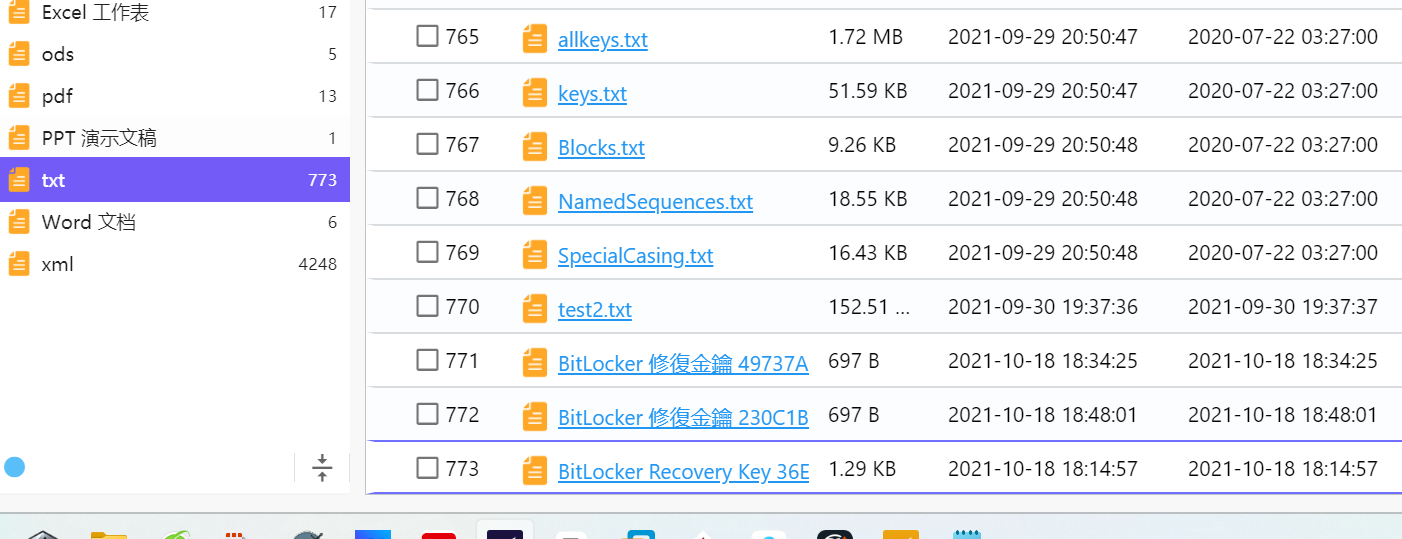 Excel 工作表 17
ods 5
pdf 13
PPT 演示文稿 1
txt 773
Word 文档 6
xml 4248
765 allkeys.txt 1.72 MB 2021-09-29 20:50:47 2020-07-22 03:27:00
766 keys.txt 51.59 KB 2021-09-29 20:50:47 2020-07-22 03:27:00
767 Blocks.txt 9.26 KB 2021-09-29 20:50:48 2020-07-22 03:27:00
768 NamedSequences.txt 18.55 KB 2021-09-29 20:50:48 2020-07-22 03:27:00
769 SpecialCasing.txt 16.43 KB 2021-09-29 20:50:48 2020-07-22 03:27:00
770 test2.txt 152.51 ... 2021-09-30 19:37:36 2021-09-30 19:37:37
771 BitLocker 修復金鑰 49737A 697 B 2021-10-18 18:34:25 2021-10-18 18:34:25
772 BitLocker 修復金鑰 230C1B 697 B 2021-10-18 18:48:01 2021-10-18 18:48:01
773 BitLocker Recovery Key 36E 1.29 KB 2021-10-18 18:14:57 2021-10-18 18:14:57